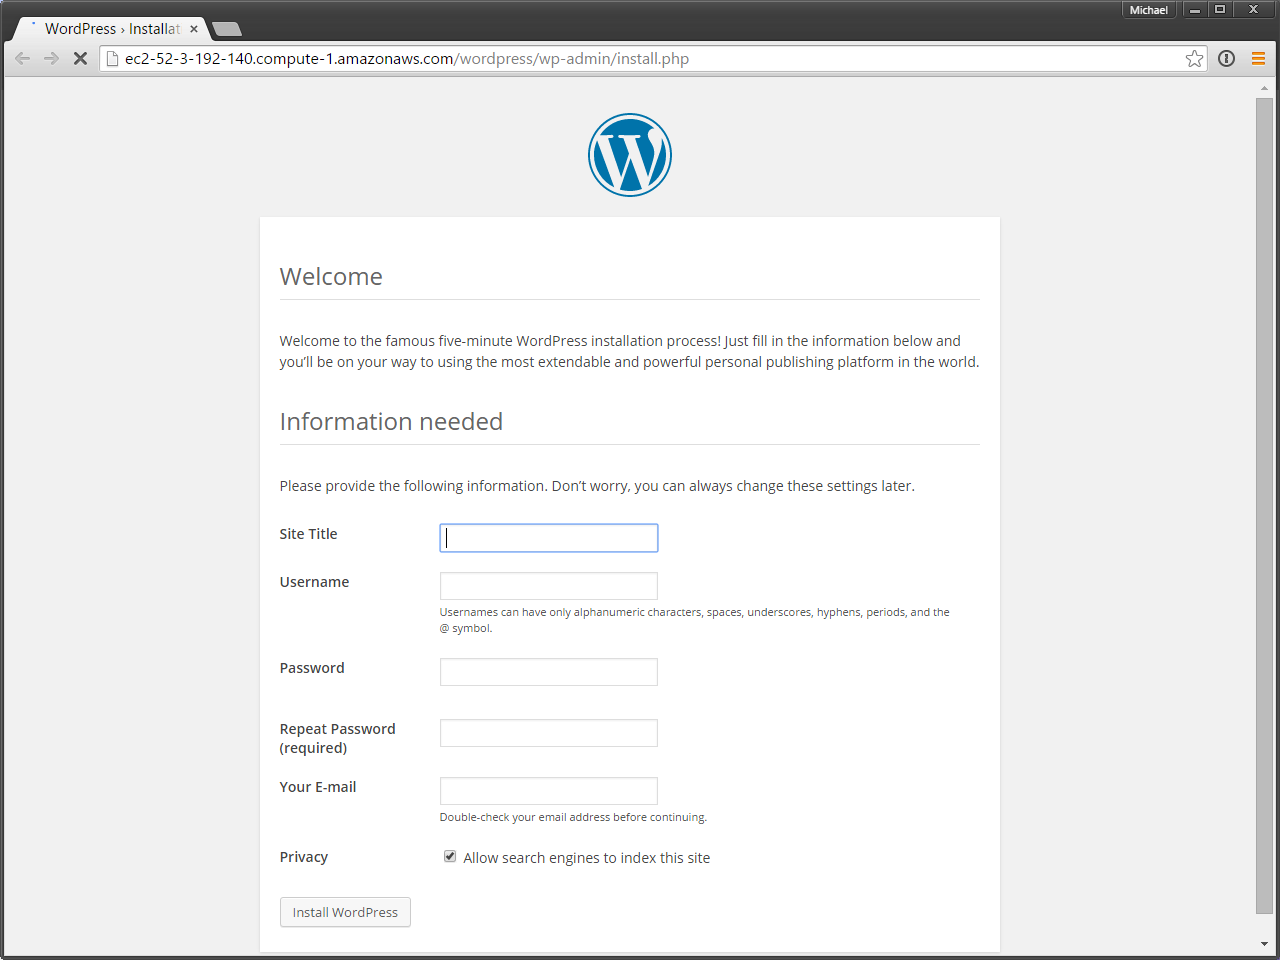 Michael
WordPress › Installat
ec2-52-3-192-140.compute-1.amazonaws.com/wordpress/wp-admin/install.php
Welcome
Welcome to the famous five-minute WordPress installation process! Just fill in the information below and
you’ll be on your way to using the most extendable and powerful personal publishing platform in the world.
Information needed
Please provide the following information. Don’t worry, you can always change these settings later.
Site Title
Username
Usernames can have only alphanumeric characters, spaces, underscores, hyphens, periods, and the
@ symbol.
Password
Repeat Password
(required)
Your E-mail
Double-check your email address before continuing.
Privacy
Allow search engines to index this site
Install WordPress